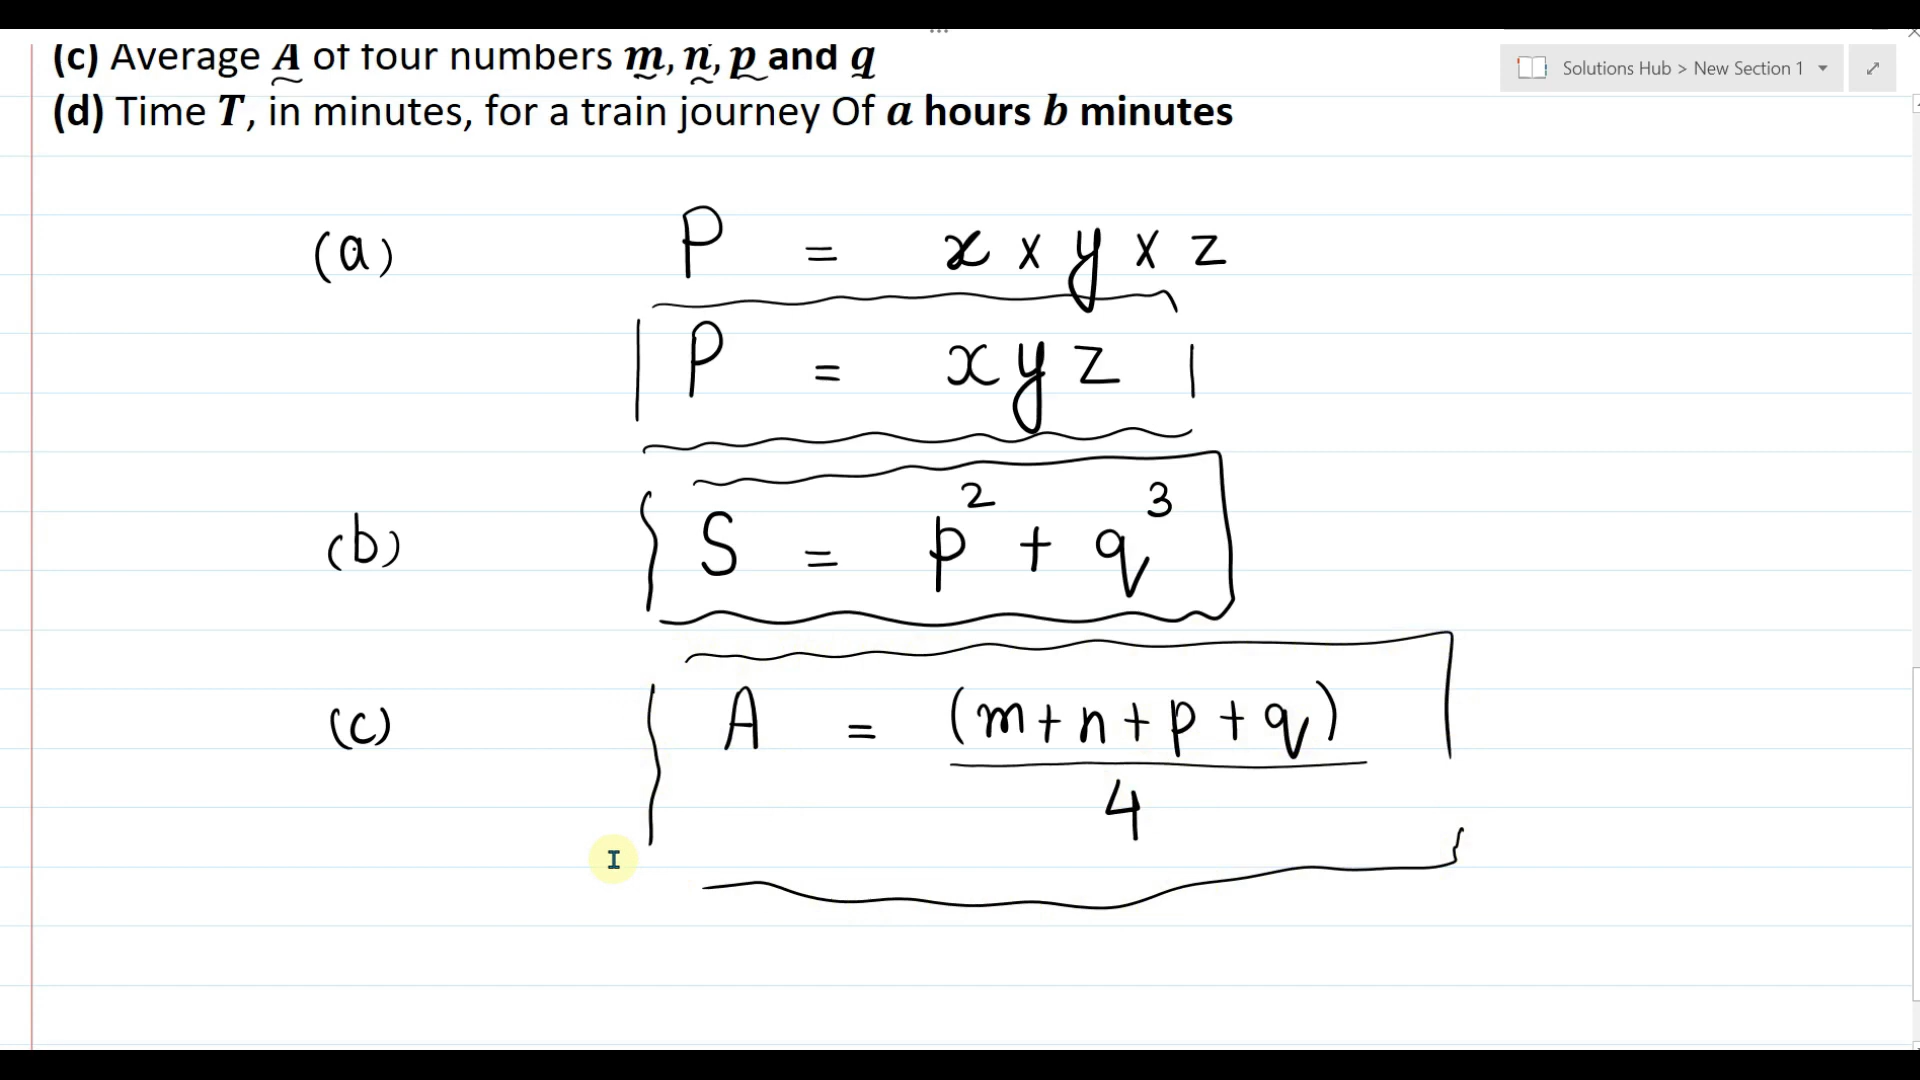 (c) Average A of four numbers m, n, p and q
Solutions Hub > New Section 1
(d) Time T, in minutes, for a train journey Of a hours b minutes
(a) P = x × y × z
P = xyz
(b) S = p² + q³
(c) A = (m+n+p+q)
4